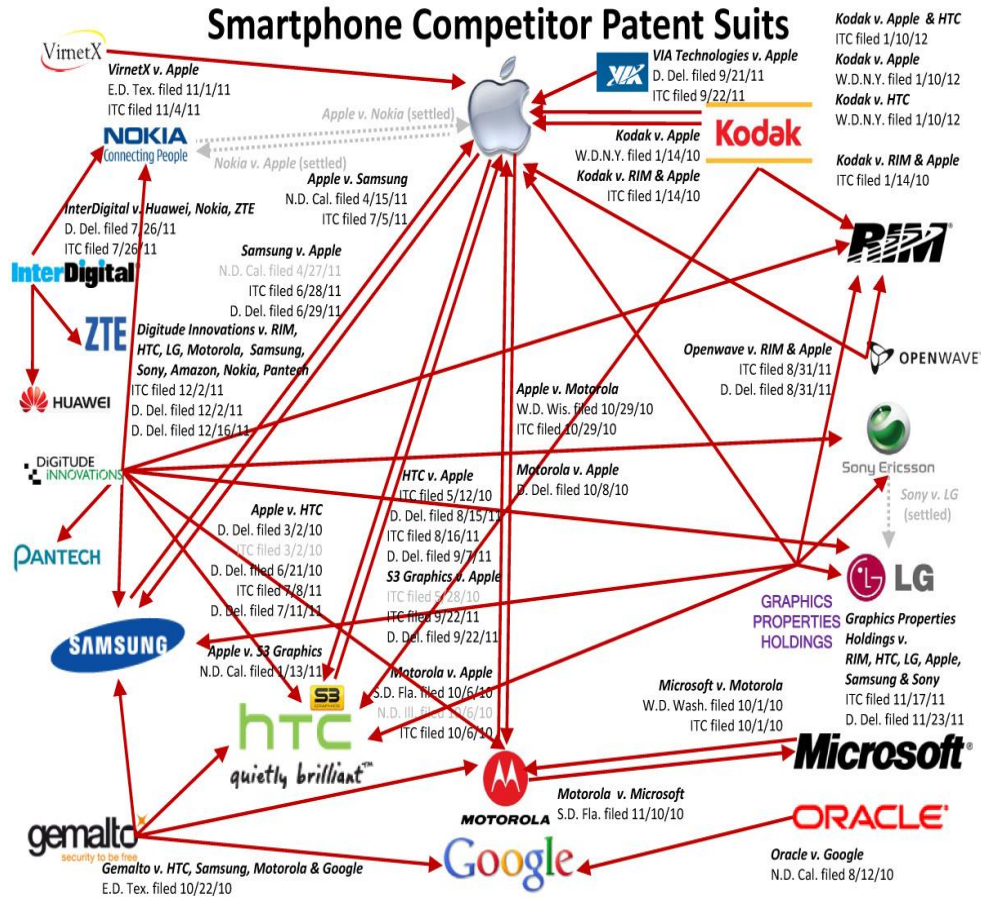 Smartphone Competitor Patent Suits
VirnetX
VirnetX v. Apple
E.D. Tex. filed 11/1/11
ITC filed 11/4/11
VIA
VIA Technologies v. Apple
D. Del. filed 9/21/11
ITC filed 9/22/11
Kodak v. Apple & HTC
ITC filed 1/10/12
Kodak v. Apple
W.D.N.Y. filed 1/10/12
Kodak v. HTC
W.D.N.Y. filed 1/10/12
Kodak
NOKIA
Connecting People
Apple v. Nokia (settled)
Nokia v. Apple (settled)
Kodak v. Apple
W.D.N.Y. filed 1/14/10
Kodak v. RIM & Apple
ITC filed 1/14/10
Kodak v. RIM & Apple
ITC filed 1/14/10
Apple v. Samsung
N.D. Cal. filed 4/15/11
ITC filed 7/5/11
InterDigital v. Huawei, Nokia, ZTE
D. Del. filed 7/26/11
ITC filed 7/26/11
InterDigital
RIM
Samsung v. Apple
N.D. Cal. filed 4/27/11
ITC filed 6/28/11
D. Del. filed 6/29/11
ZTE
Digitude Innovations v. RIM,
HTC, LG, Motorola, Samsung,
Sony, Amazon, Nokia, Pantech
ITC filed 12/2/11
D. Del. filed 12/2/11
D. Del. filed 12/16/11
HUAWEI
Openwave v. RIM & Apple
ITC filed 8/31/11
D. Del. filed 8/31/11
OPENWAVE
Apple v. Motorola
W.D. Wis. filed 10/29/10
ITC filed 10/29/10
DiGiTUDE
iNNOVATiONS
Sony Ericsson
Motorola v. Apple
D. Del. filed 10/8/10
HTC v. Apple
ITC filed 5/12/10
D. Del. filed 8/15/11
ITC filed 8/16/11
D. Del. filed 9/7/11
Sony v. LG
(settled)
Apple v. HTC
D. Del. filed 3/2/10
ITC filed 3/2/10
D. Del. filed 6/21/10
ITC filed 7/8/11
D. Del. filed 7/11/11
PANTECH
S3 Graphics v. Apple
ITC filed 5/28/10
ITC filed 9/22/11
D. Del. filed 9/22/11
LG
LG
GRAPHICS
PROPERTIES
HOLDINGS
Graphics Properties
Holdings v.
RIM, HTC, LG, Apple,
Samsung & Sony
ITC filed 11/17/11
D. Del. filed 11/23/11
SAMSUNG
Apple v. S3 Graphics
N.D. Cal. filed 1/13/11
Motorola v. Apple
S.D. Fla. filed 10/6/10
N.D. Ill. filed 10/6/10
ITC filed 10/6/10
Microsoft v. Motorola
W.D. Wash. filed 10/1/10
ITC filed 10/1/10
S3
GRAPHICS
hTC
quietly brilliant™
Microsoft®
MOTOROLA
Motorola v. Microsoft
S.D. Fla. filed 11/10/10
gemalto
security to be free
ORACLE
Google
Gemalto v. HTC, Samsung, Motorola & Google
E.D. Tex. filed 10/22/10
Oracle v. Google
N.D. Cal. filed 8/12/10